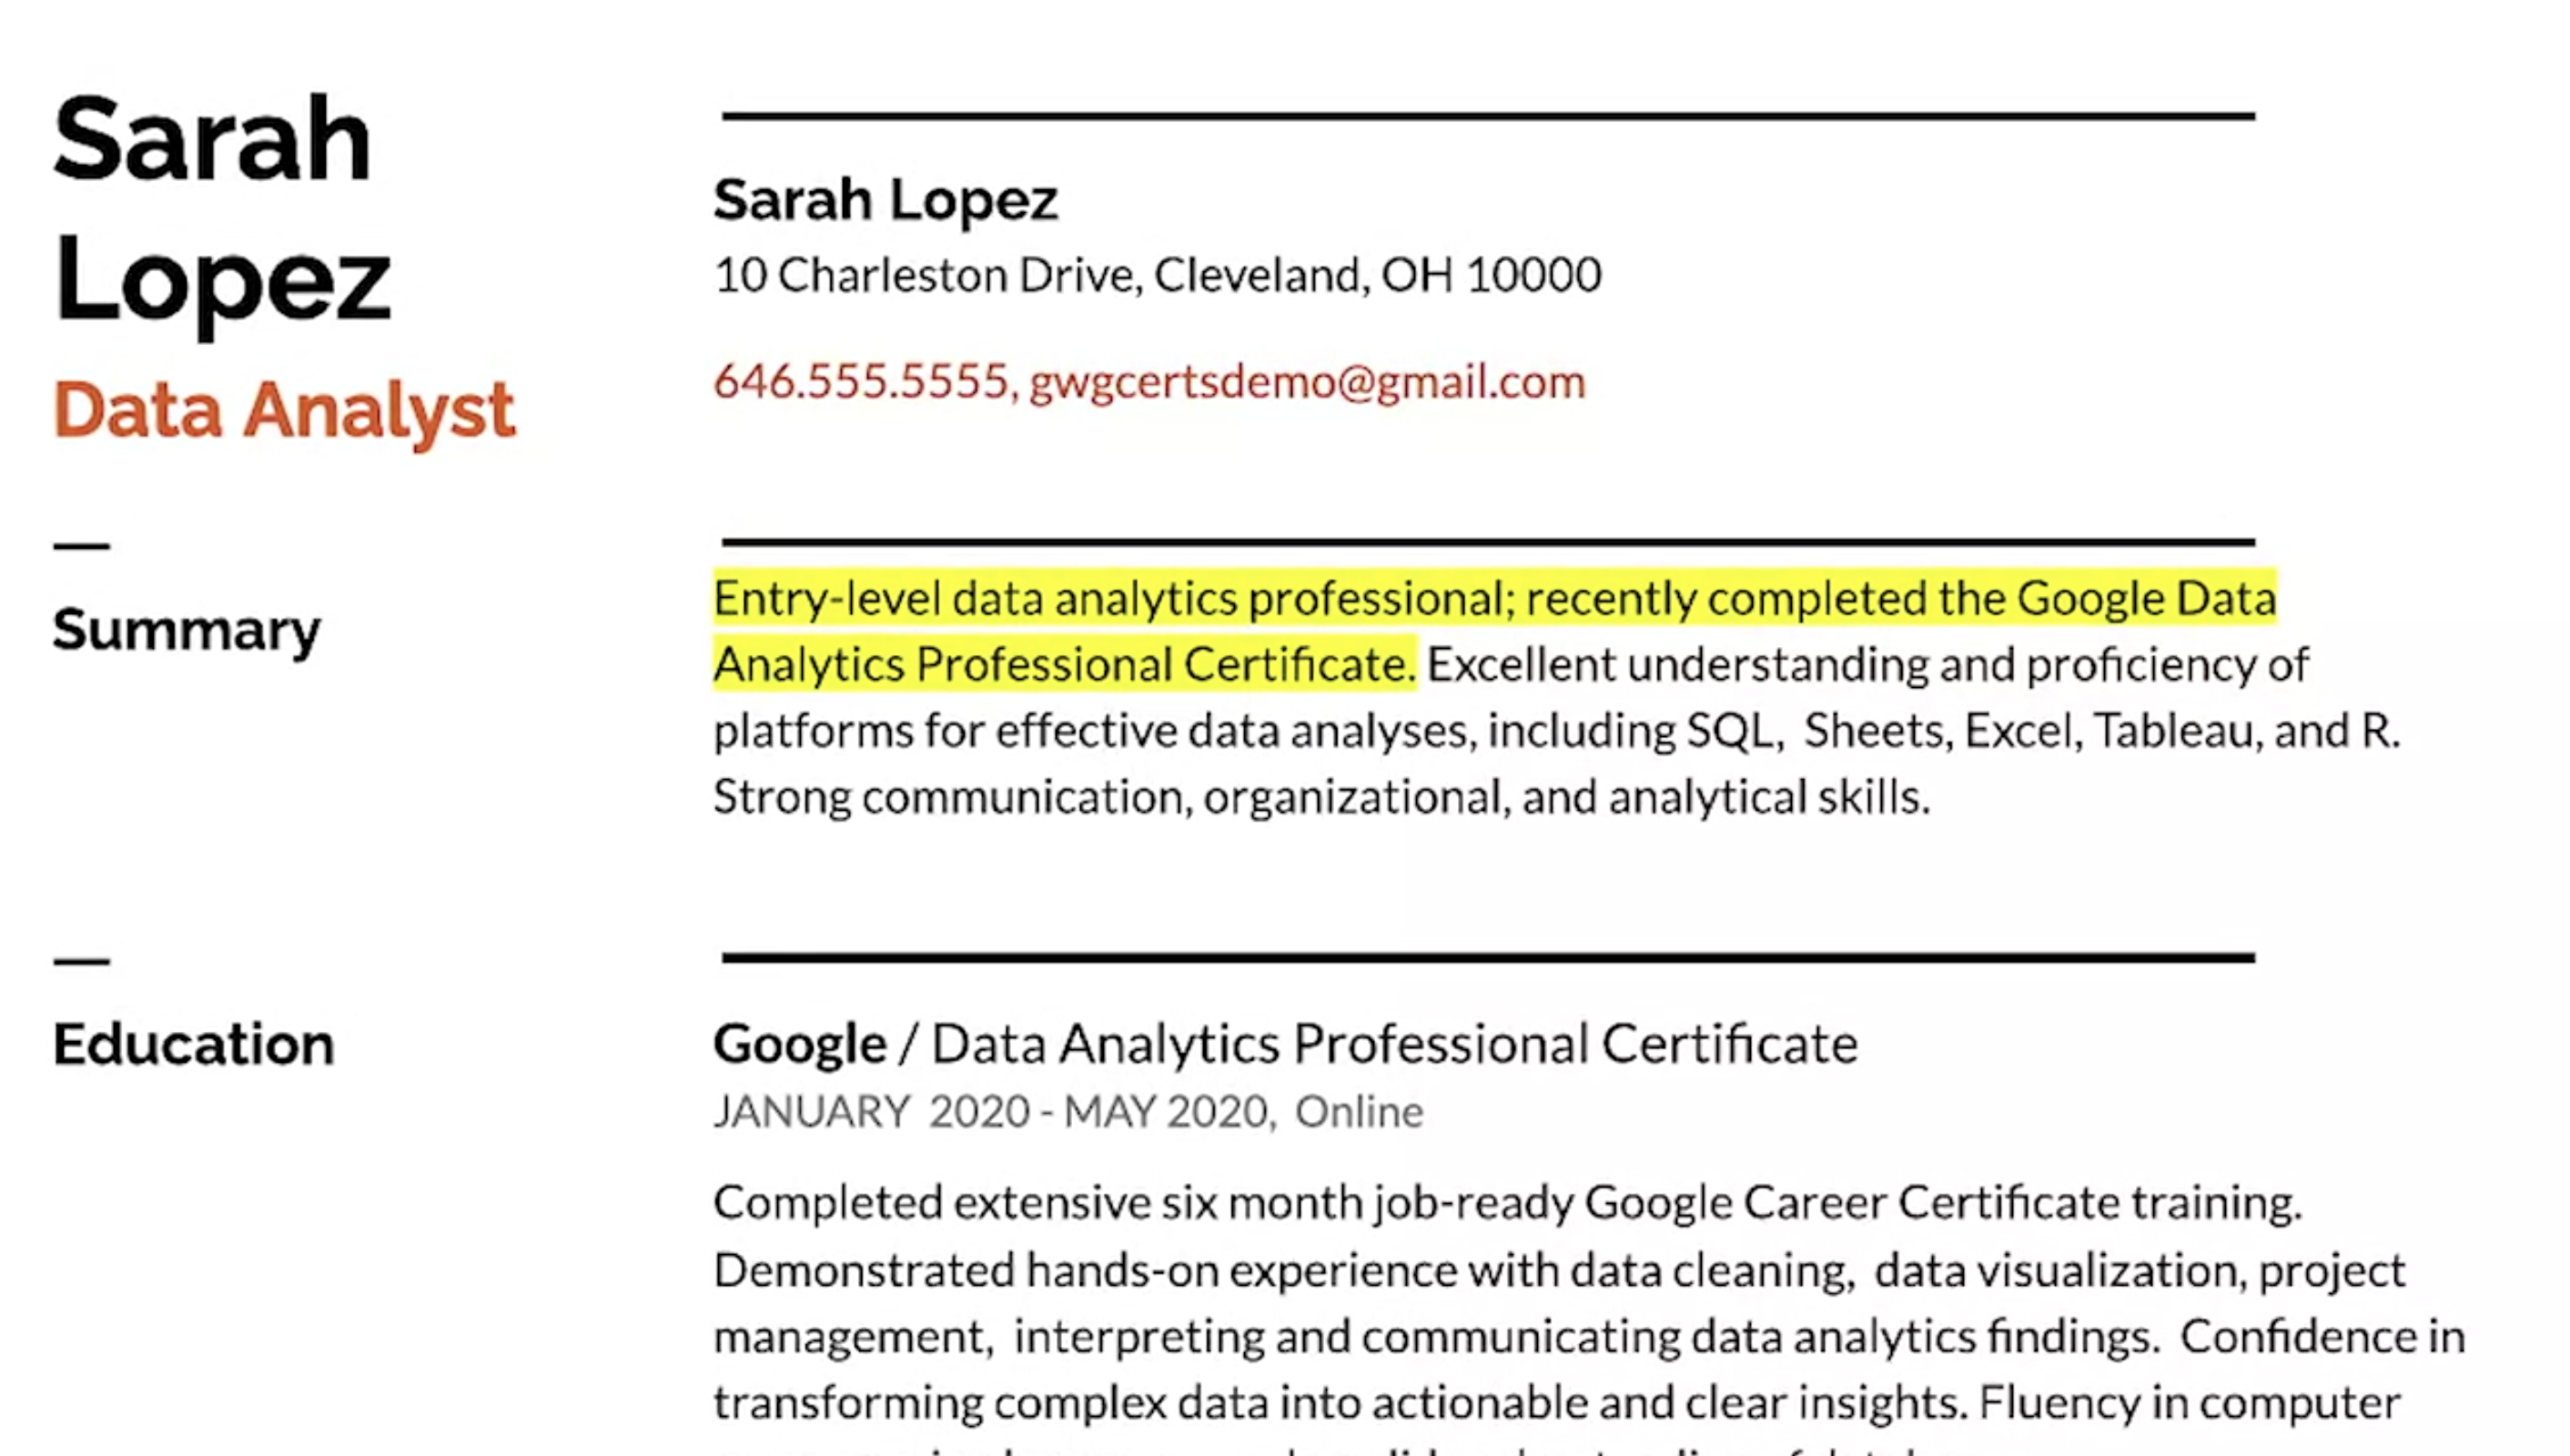 Sarah
Lopez
Data Analyst
Sarah Lopez
10 Charleston Drive, Cleveland, OH 10000
646.555.5555, gwgcertsdemo@gmail.com
Summary
Entry-level data analytics professional; recently completed the Google Data
Analytics Professional Certificate. Excellent understanding and proficiency of
platforms for effective data analyses, including SQL, Sheets, Excel, Tableau, and R.
Strong communication, organizational, and analytical skills.
Education
Google / Data Analytics Professional Certificate
JANUARY 2020 - MAY 2020, Online
Completed extensive six month job-ready Google Career Certificate training.
Demonstrated hands-on experience with data cleaning, data visualization, project
management, interpreting and communicating data analytics findings. Confidence in
transforming complex data into actionable and clear insights. Fluency in computer